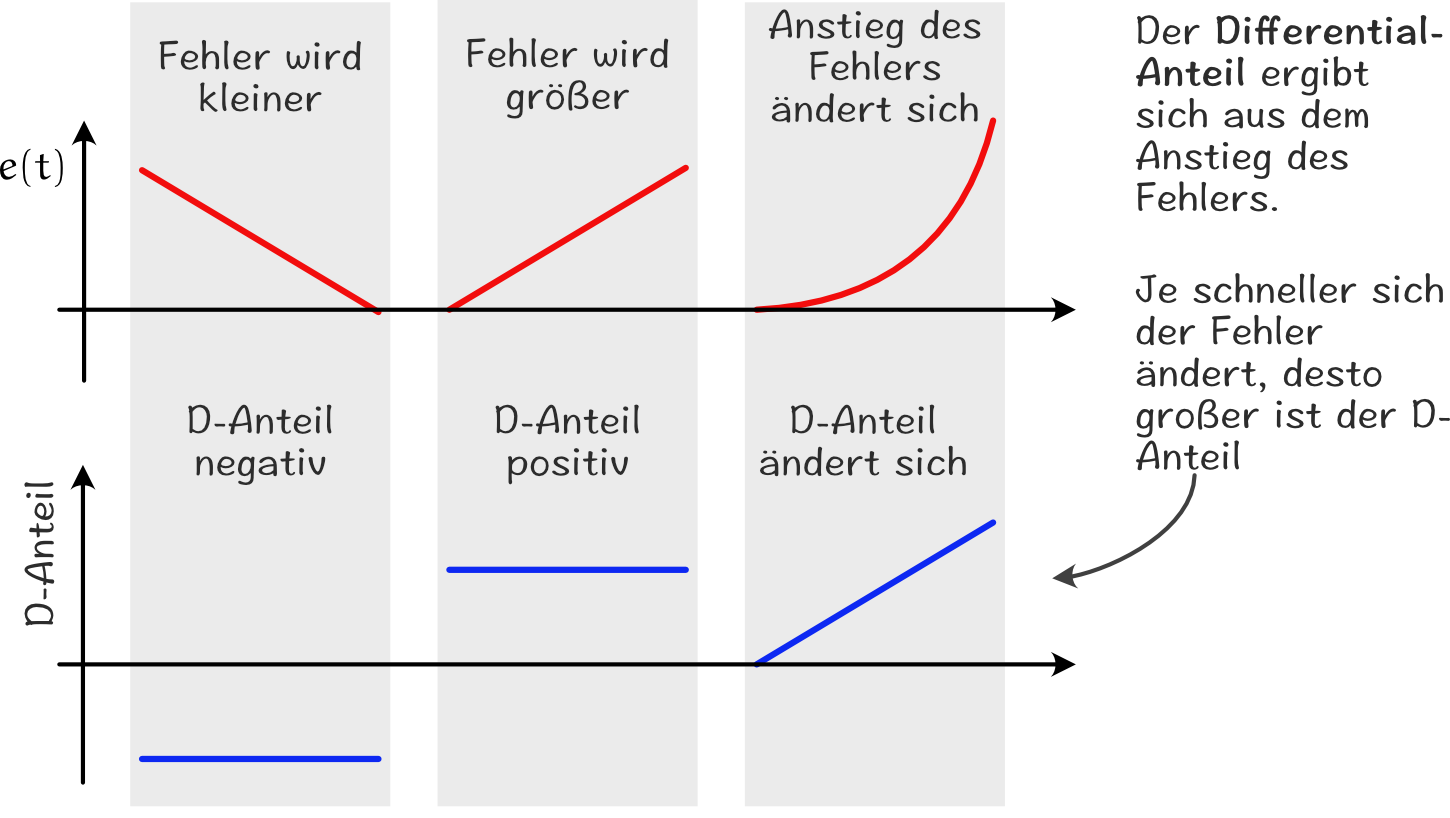 Fehler wird
kleiner
Fehler wird
größer
Anstieg des
Fehlers
ändert sich
e(t)
D-Anteil
negativ
D-Anteil
positiv
D-Anteil
ändert sich
D-Anteil
Der Differential-
Anteil ergibt
sich aus dem
Anstieg des
Fehlers.
Je schneller sich
der Fehler
ändert, desto
großer ist der D-
Anteil